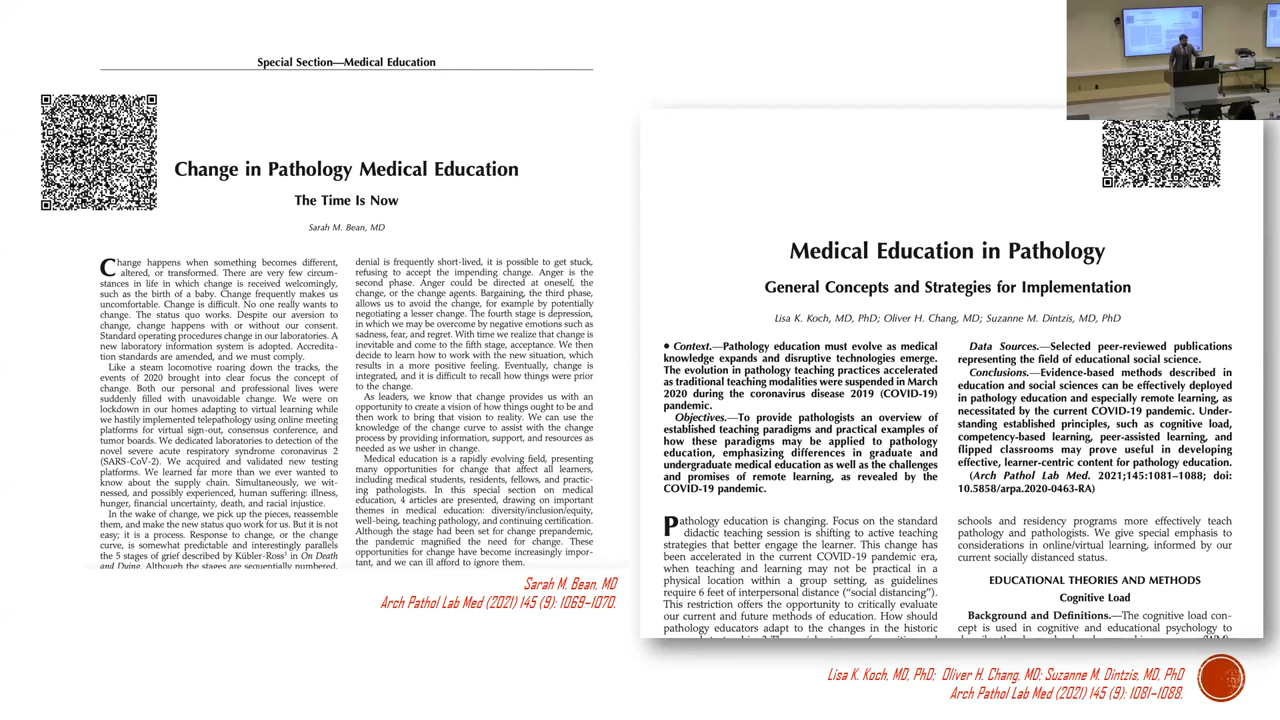 Special Section—Medical Education
Change in Pathology Medical Education
The Time Is Now
Sarah M. Bean, MD
Change happens when something becomes different,
altered, or transformed. There are very few circum-
stances in life in which change is received welcomingly,
such as the birth of a baby. Change frequently makes us
uncomfortable. Change is difficult. No one really wants to
change. The status quo works. Despite our aversion to
change, change happens with or without our consent.
Standard operating procedures change in our laboratories. A
new laboratory information system is adopted. Accredita-
tion standards are amended, and we must comply.
Like a steam locomotive roaring down the tracks, the
events of 2020 brought into clear focus the concept of
change. Both our personal and professional lives were
suddenly filled with unavoidable change. We were on
lockdown in our homes adapting to virtual learning while
we hastily implemented telepathology using online meeting
platforms for virtual sign-out, consensus conference, and
tumor boards. We dedicated laboratories to detection of the
novel severe acute respiratory syndrome coronavirus 2
(SARS-CoV-2). We acquired and validated new testing
platforms. We learned far more than we ever wanted to
know about the supply chain. Simultaneously, we wit-
nessed, and possibly experienced, human suffering: illness,
hunger, financial uncertainty, death, and racial injustice.
In the wake of change, we pick up the pieces, reassemble
them, and make the new status quo work for us. But it is not
easy; it is a process. Response to change, or the change
curve, is somewhat predictable and interestingly parallels
the 5 stages of grief described by Kübler-Ross¹ in On Death
and Dying. Although the stages are sequentially numbered,
denial is frequently short-lived, it is possible to get stuck,
refusing to accept the impending change. Anger is the
second phase. Anger could be directed at oneself, the
change, or the change agents. Bargaining, the third phase,
allows us to avoid the change, for example by potentially
negotiating a lesser change. The fourth stage is depression,
in which we may be overcome by negative emotions such as
sadness, fear, and regret. With time we realize that change is
inevitable and come to the fifth stage, acceptance. We then
decide to learn how to work with the new situation, which
results in a more positive feeling. Eventually, change is
integrated, and it is difficult to recall how things were prior
to the change.
As leaders, we know that change provides us with an
opportunity to create a vision of how things ought to be and
then work to bring that vision to reality. We can use the
knowledge of the change curve to assist with the change
process by providing information, support, and resources as
needed as we usher in change.
Medical education is a rapidly evolving field, presenting
many opportunities for change that affect all learners,
including medical students, residents, fellows, and practic-
ing pathologists. In this special section on medical
education, 4 articles are presented, drawing on important
themes in medical education: diversity/inclusion/equity,
well-being, teaching pathology, and continuing certification.
Although the stage had been set for change prepandemic,
the pandemic magnified the need for change. These
opportunities for change have become increasingly impor-
tant, and we can ill afford to ignore them.
Sarah M. Bean, MD
Arch Pathol Lab Med (2021) 145 (9): 1069–1070.
Medical Education in Pathology
General Concepts and Strategies for Implementation
Lisa K. Koch, MD, PhD; Oliver H. Chang, MD; Suzanne M. Dintzis, MD, PhD
• Context.—Pathology education must evolve as medical
knowledge expands and disruptive technologies emerge.
The evolution in pathology teaching practices accelerated
as traditional teaching modalities were suspended in March
2020 during the coronavirus disease 2019 (COVID-19)
pandemic.
Objectives.—To provide pathologists an overview of
established teaching paradigms and practical examples of
how these paradigms may be applied to pathology
education, emphasizing differences in graduate and
undergraduate medical education as well as the challenges
and promises of remote learning, as revealed by the
COVID-19 pandemic.
Data Sources.—Selected peer-reviewed publications
representing the field of educational social science.
Conclusions.—Evidence-based methods described in
education and social sciences can be effectively deployed
in pathology education and especially remote learning, as
necessitated by the current COVID-19 pandemic. Under-
standing established principles, such as cognitive load,
competency-based learning, peer-assisted learning, and
flipped classrooms may prove useful in developing
effective, learner-centric content for pathology education.
(Arch Pathol Lab Med. 2021;145:1081–1088; doi:
10.5858/arpa.2020-0463-RA)
Pathology education is changing. Focus on the standard
didactic teaching session is shifting to active teaching
strategies that better engage the learner. This change has
been accelerated in the current COVID-19 pandemic era,
when teaching and learning may not be practical in a
physical location within a group setting, as guidelines
require 6 feet of interpersonal distance (“social distancing”).
This restriction offers the opportunity to critically evaluate
our current and future methods of education. How should
pathology educators adapt to the changes in the historic
schools and residency programs more effectively teach
pathology and pathologists. We give special emphasis to
considerations in online/virtual learning, informed by our
current socially distanced status.
EDUCATIONAL THEORIES AND METHODS
Cognitive Load
Background and Definitions.—The cognitive load con-
cept is used in cognitive and educational psychology to
Lisa K. Koch, MD, PhD; Oliver H. Chang, MD; Suzanne M. Dintzis, MD, PhD
Arch Pathol Lab Med (2021) 145 (9): 1081–1088.